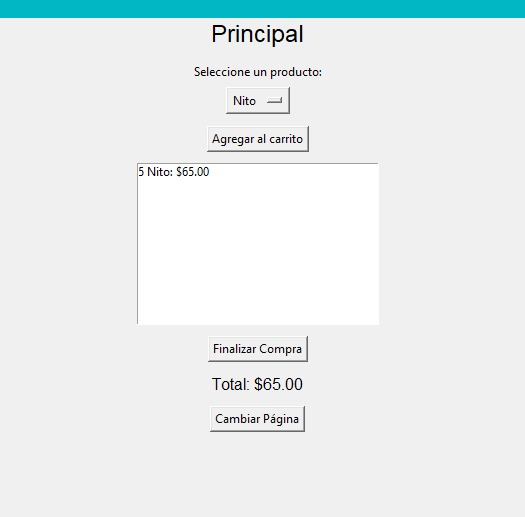 Principal
Seleccione un producto:
Nito
Agregar al carrito
5 Nito: $65.00
Finalizar Compra
Total: $65.00
Cambiar Página